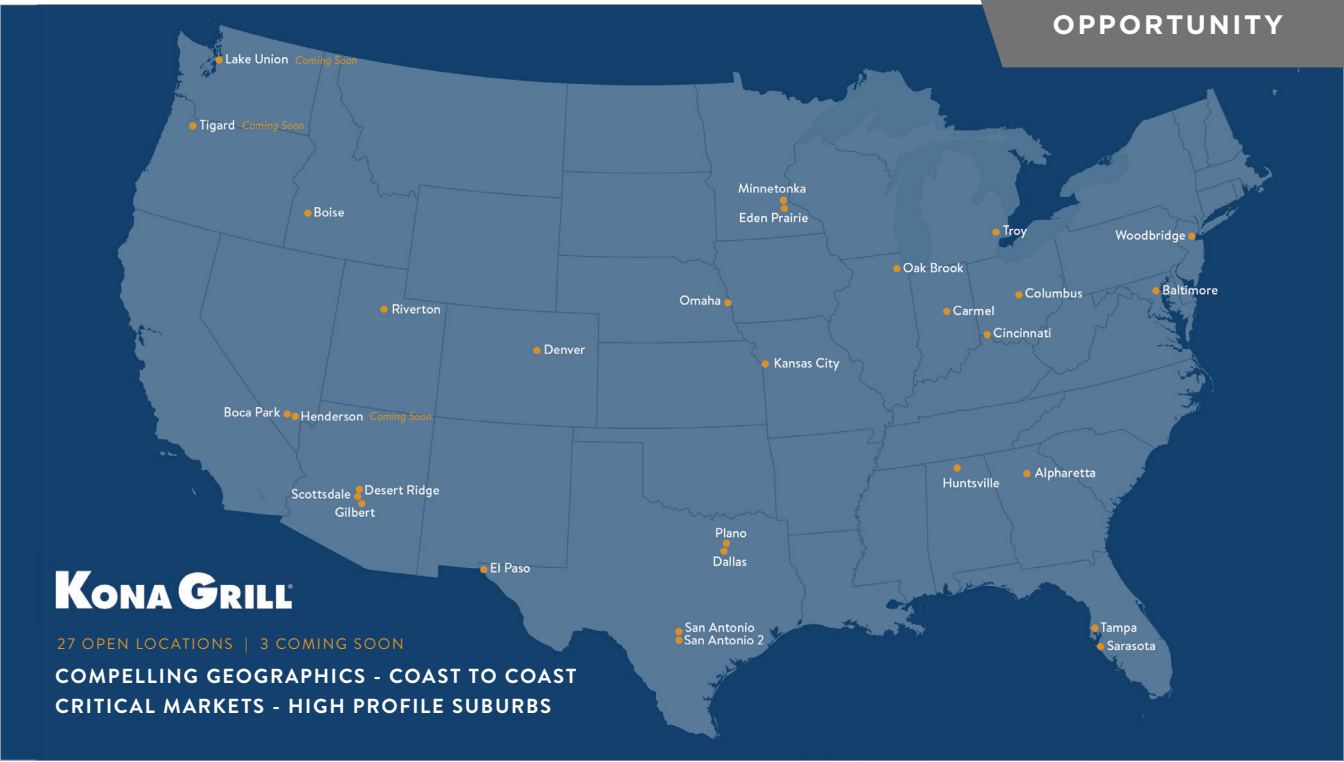 OPPORTUNITY
Lake Union Coming Soon
Tigard Coming Soon
Minnetonka
Boise
Eden Prairie
Troy
Woodbridge
Oak Brook
Columbus
Baltimore
Omaha
Riverton
Carmel
Cincinnati
Denver
Kansas City
Boca Park
Henderson Coming Soon
Huntsville
Alpharetta
Scottsdale
Desert Ridge
Gilbert
Plano
Dallas
El Paso
KONA GRILL
San Antonio
San Antonio 2
Tampa
Sarasota
27 OPEN LOCATIONS | 3 COMING SOON
COMPELLING GEOGRAPHICS - COAST TO COAST
CRITICAL MARKETS - HIGH PROFILE SUBURBS